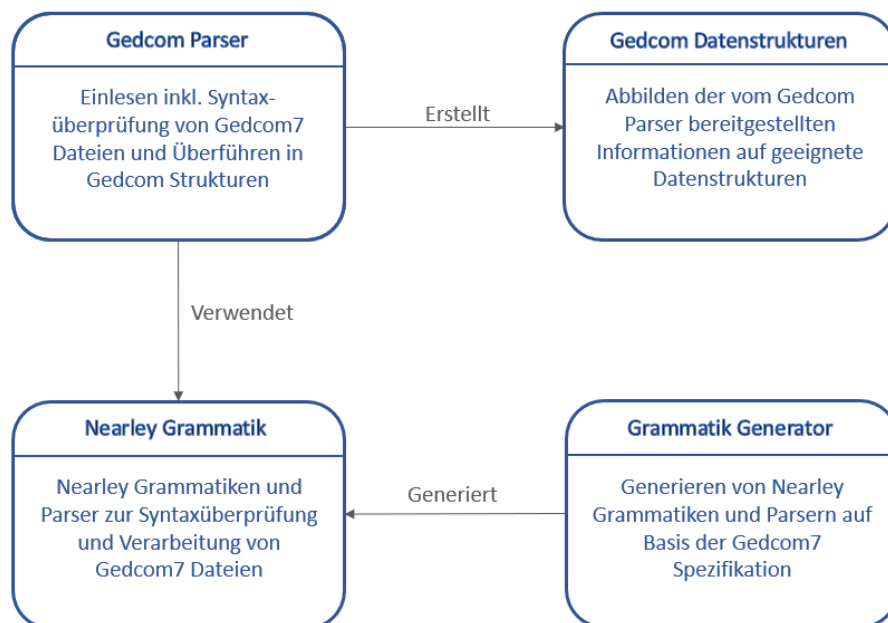 Gedcom Parser
Einlesen inkl. Syntax-
überprüfung von Gedcom7
Dateien und Überführen in
Gedcom Strukturen
Erstellt
Gedcom Datenstrukturen
Abbilden der vom Gedcom
Parser bereitgestellten
Informationen auf geeignete
Datenstrukturen
Verwendet
Nearley Grammatik
Nearley Grammatiken und
Parser zur Syntaxüberprüfung
und Verarbeitung von
Gedcom7 Dateien
Generiert
Grammatik Generator
Generieren von Nearley
Grammatiken und Parsern auf
Basis der Gedcom7
Spezifikation